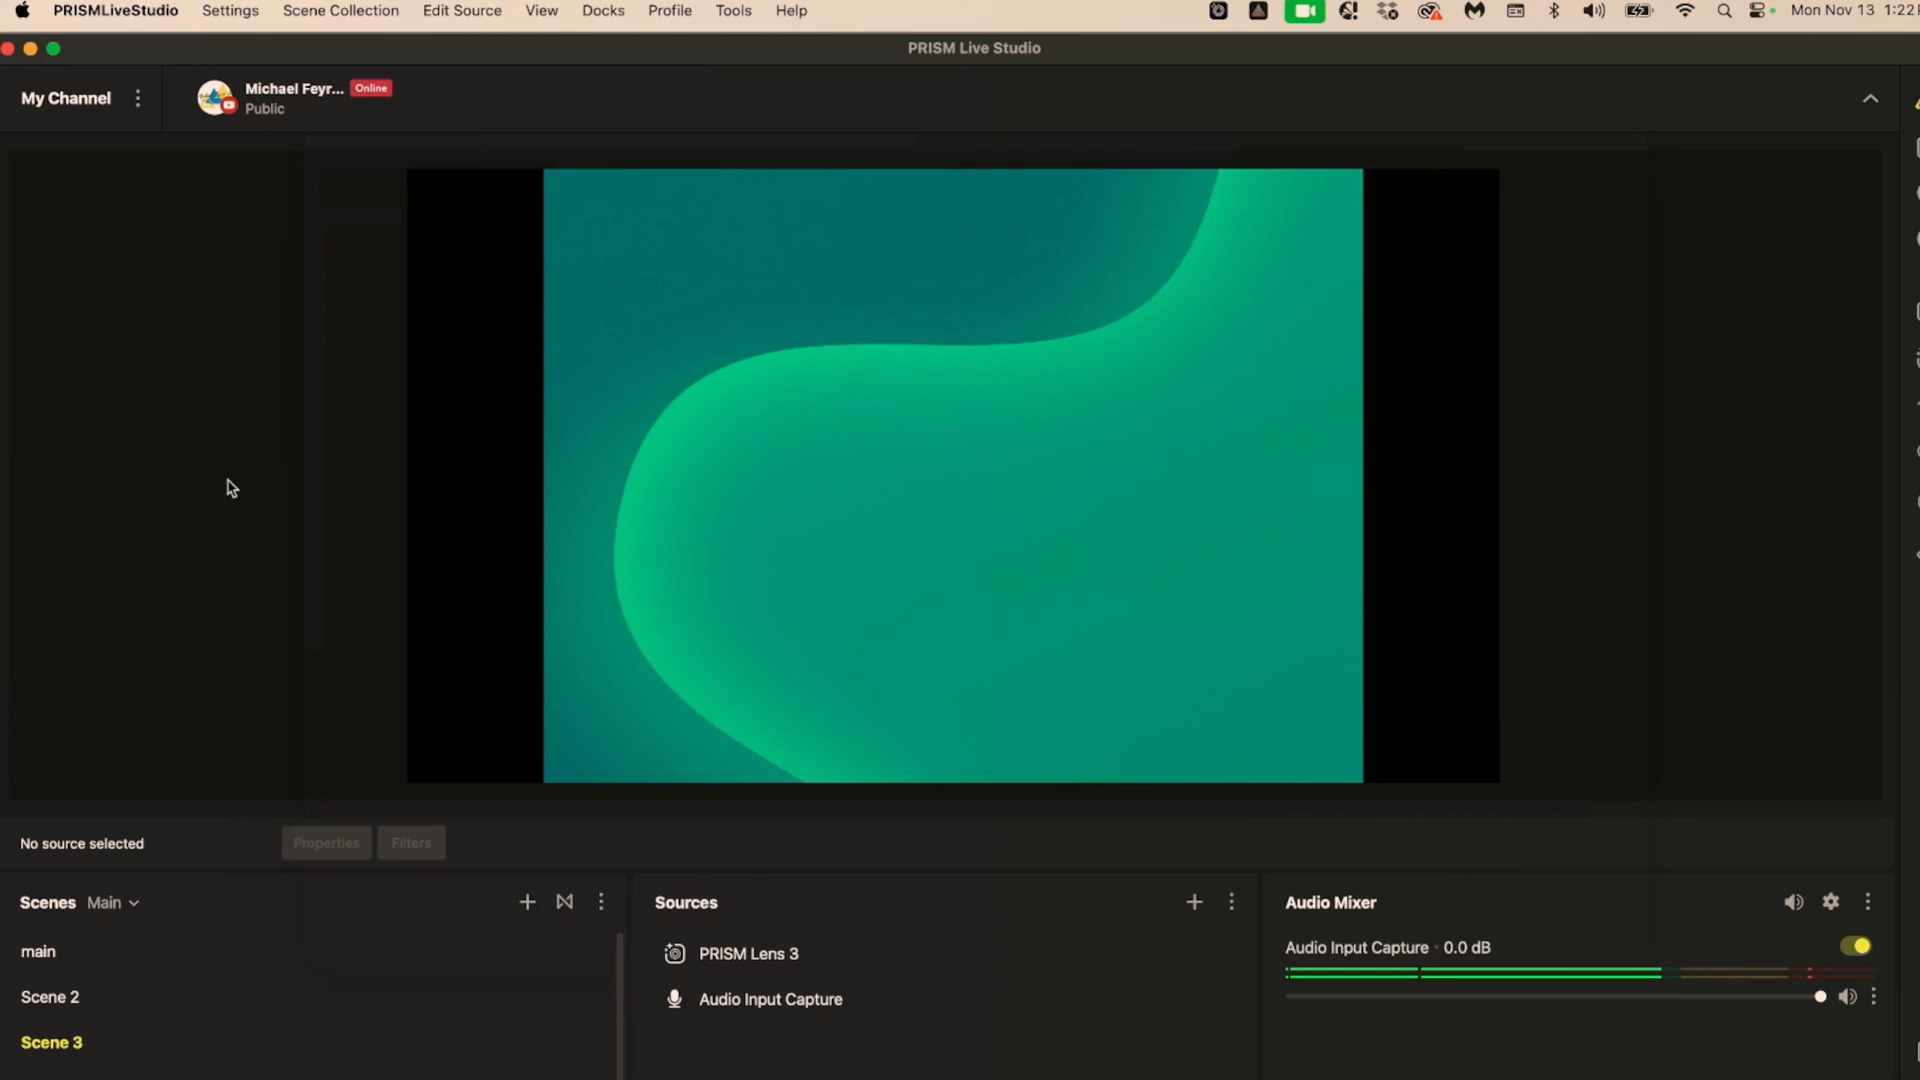 PRISMLiveStudio Settings Scene Collection Edit Source View Docks Profile Tools Help Mon Nov 13 1:22
PRISM Live Studio
My Channel
Michael Feyr... Online
Public
No source selected Properties Filters
Scenes Main
main
Scene 2
Scene 3
Sources
PRISM Lens 3
Audio Input Capture
Audio Mixer
Audio Input Capture · 0.0 dB